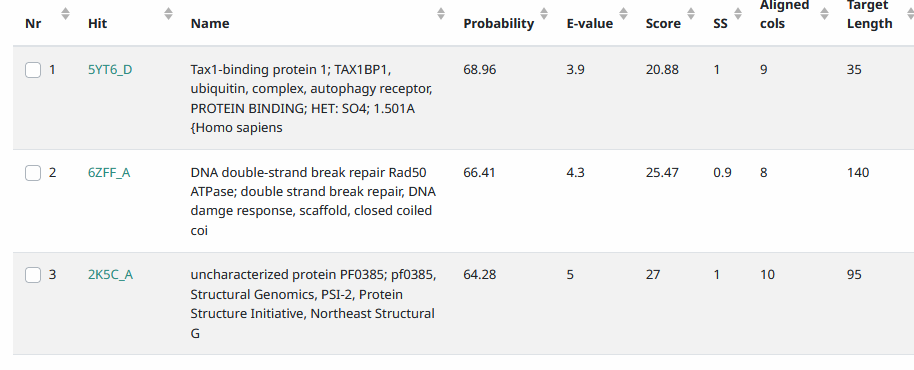 Nr Hit Name Probability E-value Score SS Aligned cols Target Length
1 5YT6_D Tax1-binding protein 1; TAX1BP1, 68.96 3.9 20.88 1 9 35
ubiquitin, complex, autophagy receptor,
PROTEIN BINDING; HET: SO4; 1.501A
{Homo sapiens
2 6ZFF_A DNA double-strand break repair Rad50 66.41 4.3 25.47 0.9 8 140
ATPase; double strand break repair, DNA
damge response, scaffold, closed coiled
coi
3 2K5C_A uncharacterized protein PF0385; pf0385, 64.28 5 27 1 10 95
Structural Genomics, PSI-2, Protein
Structure Initiative, Northeast Structural
G